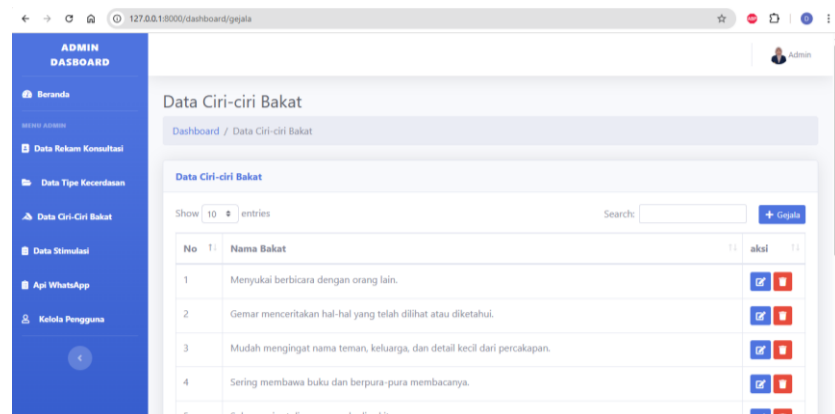 127.0.0.1:8000/dashboard/gejala
ADMIN
DASBOARD
Admin
Beranda
MENU ADMIN
Data Rekam Konsultasi
Data Tipe Kecerdasan
Data Ciri-Ciri Bakat
Data Stimulasi
Api WhatsApp
Kelola Pengguna
Data Ciri-ciri Bakat
Dashboard / Data Ciri-ciri Bakat
Data Ciri-ciri Bakat
Show 10 entries
Search:
+ Gejala
No Nama Bakat aksi
1 Menyukai berbicara dengan orang lain.
2 Gemar menceritakan hal-hal yang telah dilihat atau diketahui.
3 Mudah mengingat nama teman, keluarga, dan detail kecil dari percakapan.
4 Sering membawa buku dan berpura-pura membacanya.